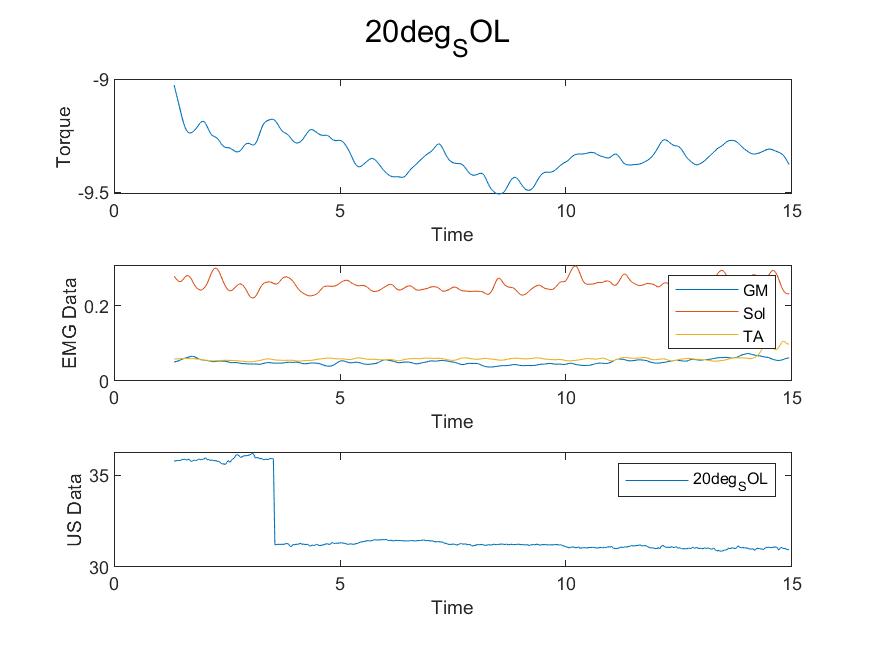 20deg_SOL
-9
Torque
-9.5
0 5 10 15
Time
EMG Data
0.2
0
GM
Sol
TA
0 5 10 15
Time
US Data
35
30
20deg_SOL
0 5 10 15
Time